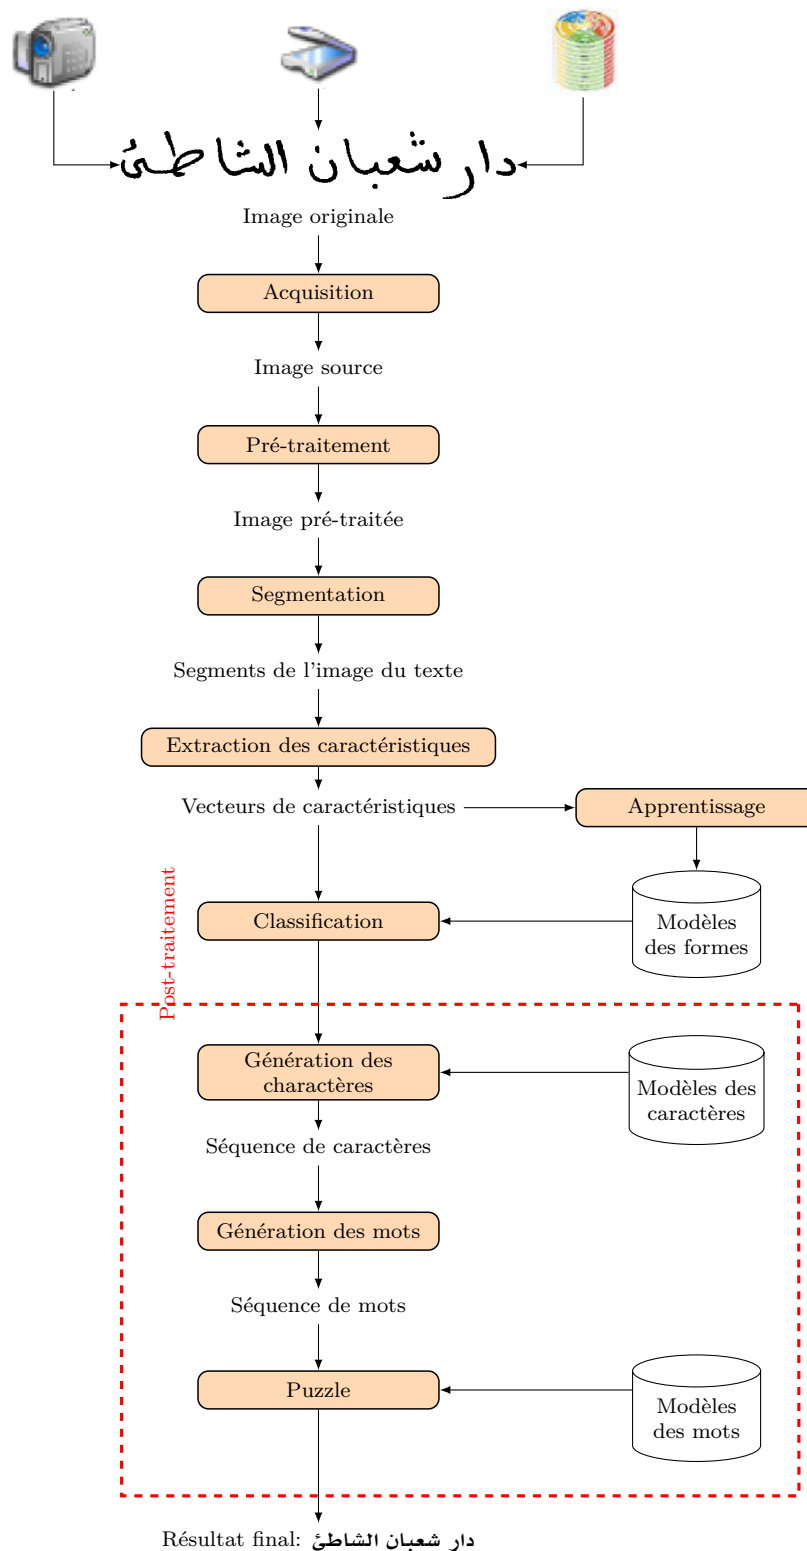 دار شعبان الشاطئ
Image originale
Acquisition
Image source
Pré-traitement
Image pré-traitée
Segmentation
Segments de l'image du texte
Extraction des caractéristiques
Vecteurs de caractéristiques
Apprentissage
Post-traitement
Classification
Modèles
des formes
Génération des
charactères
Modèles des
caractères
Séquence de caractères
Génération des mots
Séquence de mots
Puzzle
Modèles
des mots
Résultat final: دار شعبان الشاطئ